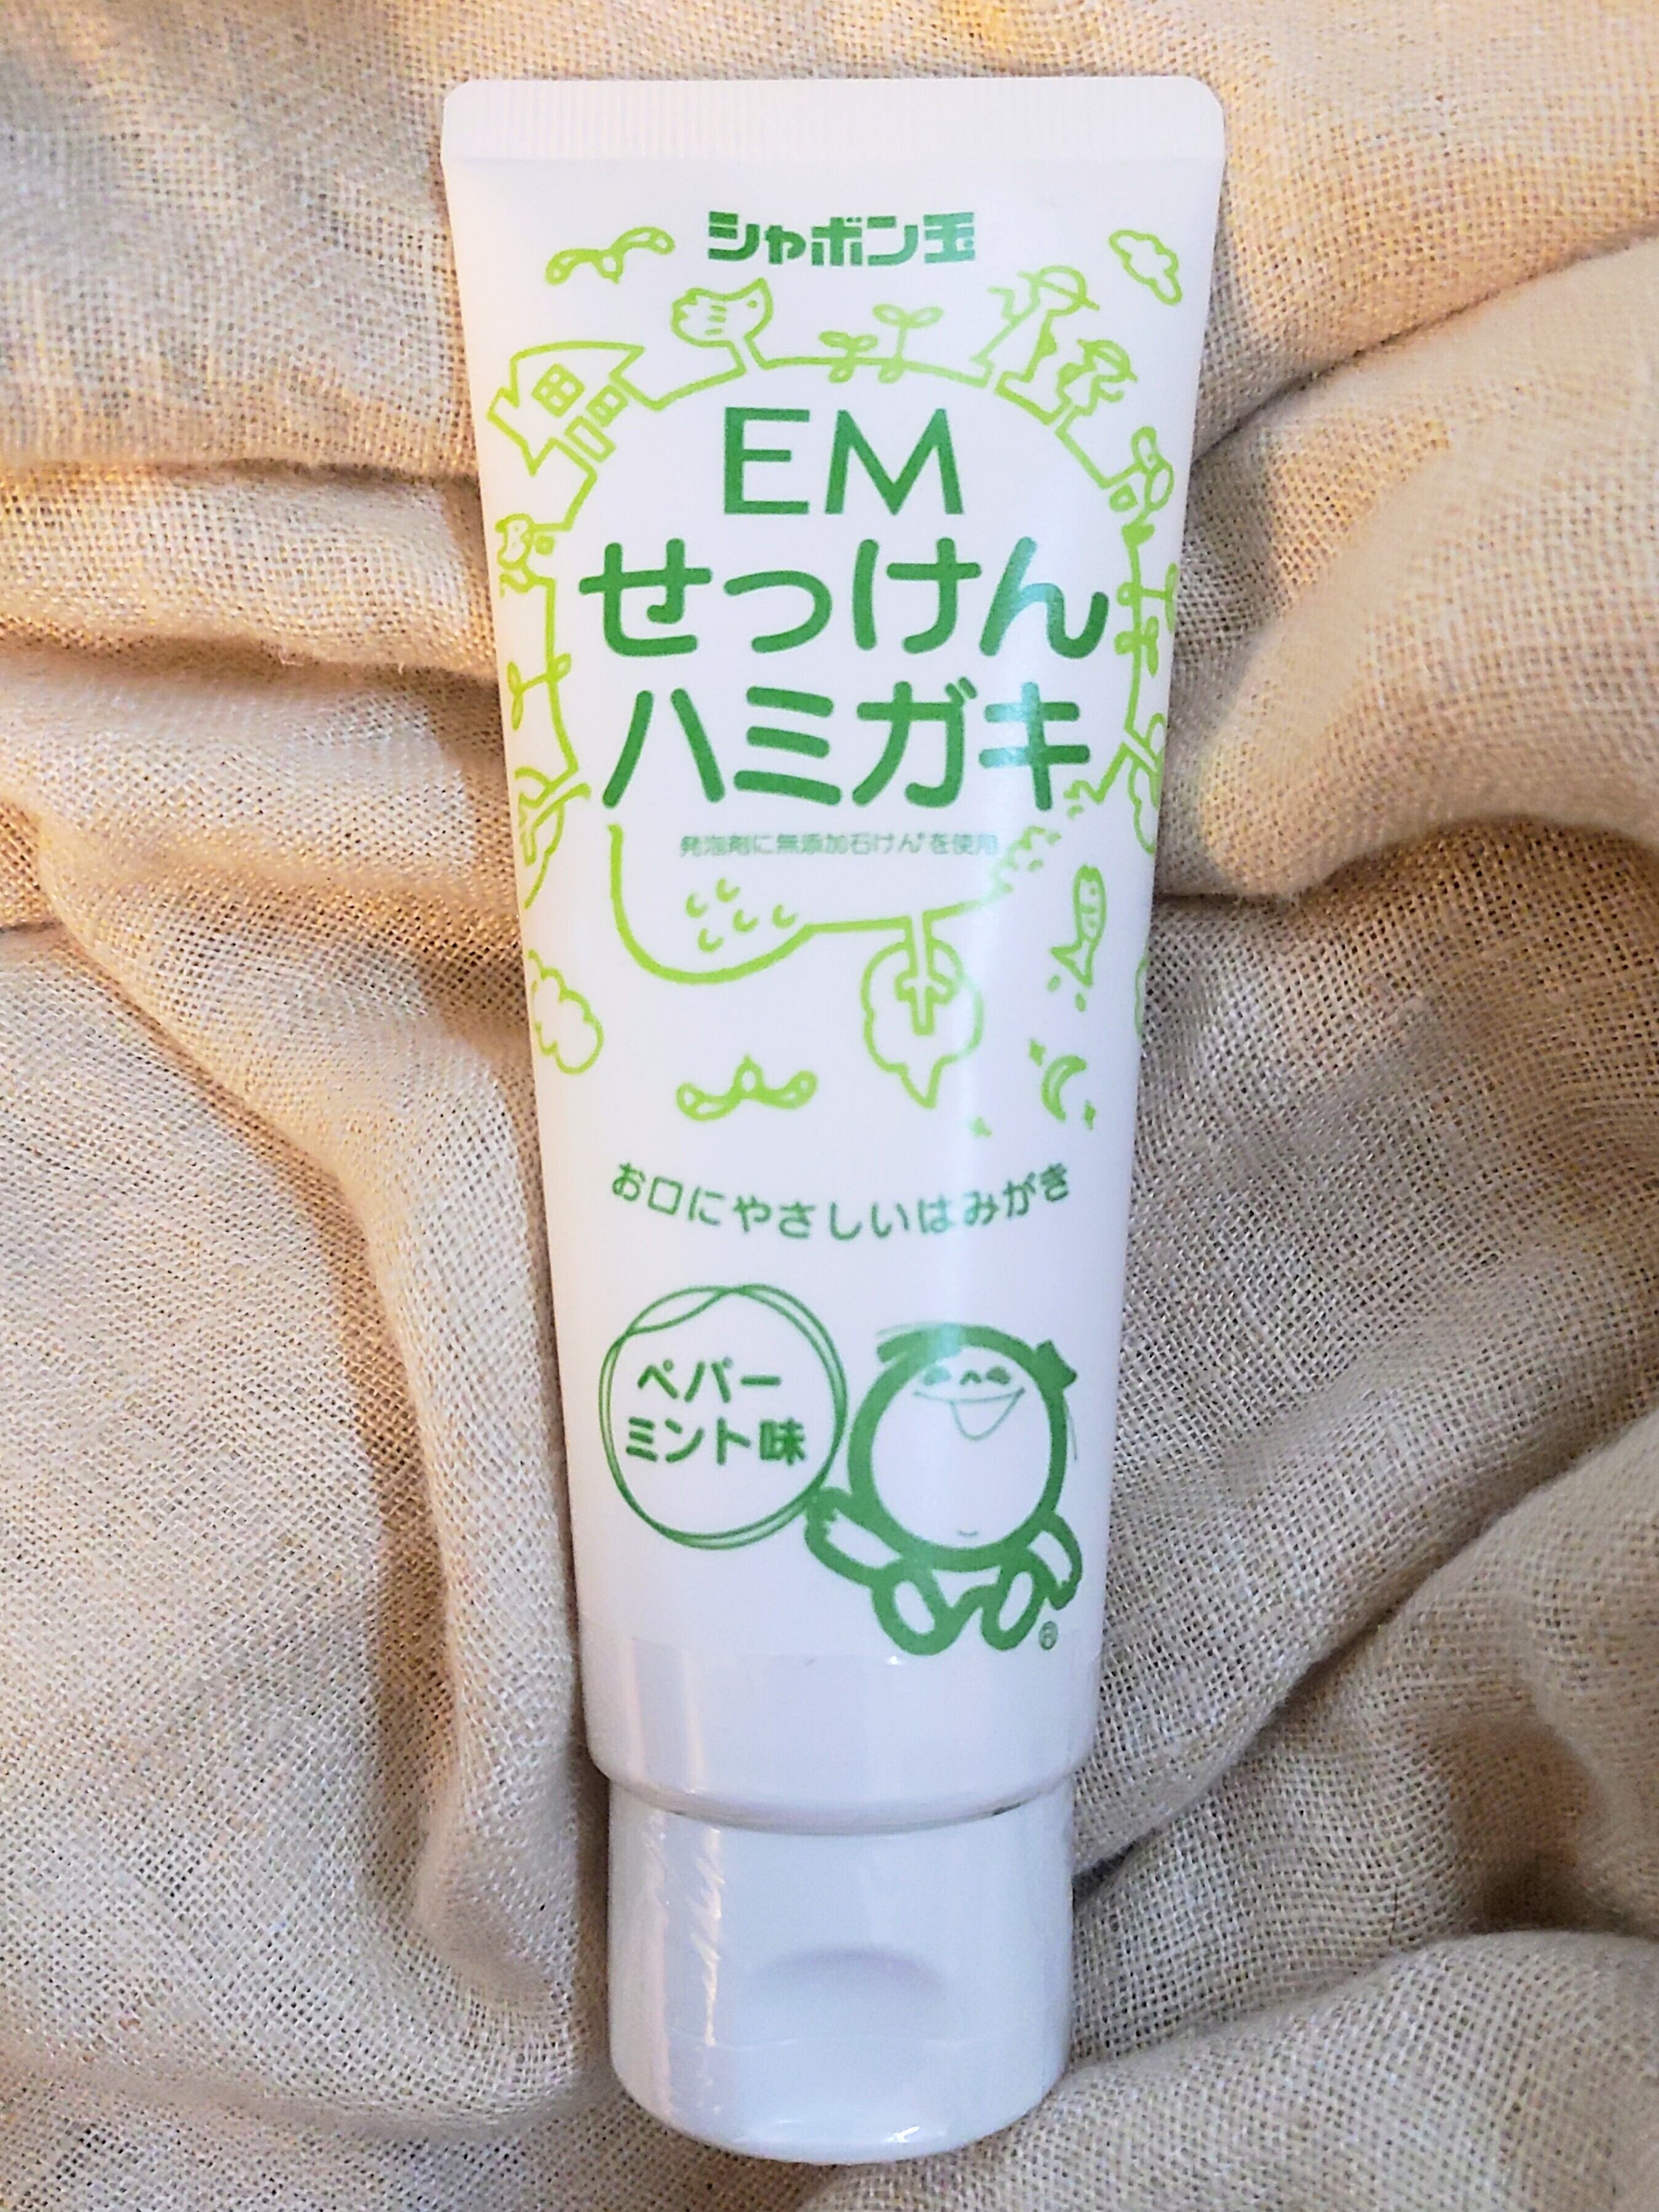 シャボン玉
EM
せっけん
ハミガキ
発泡剤に無添加石けん*を使用
お口にやさしいはみがき
ペパー
ミント味
®